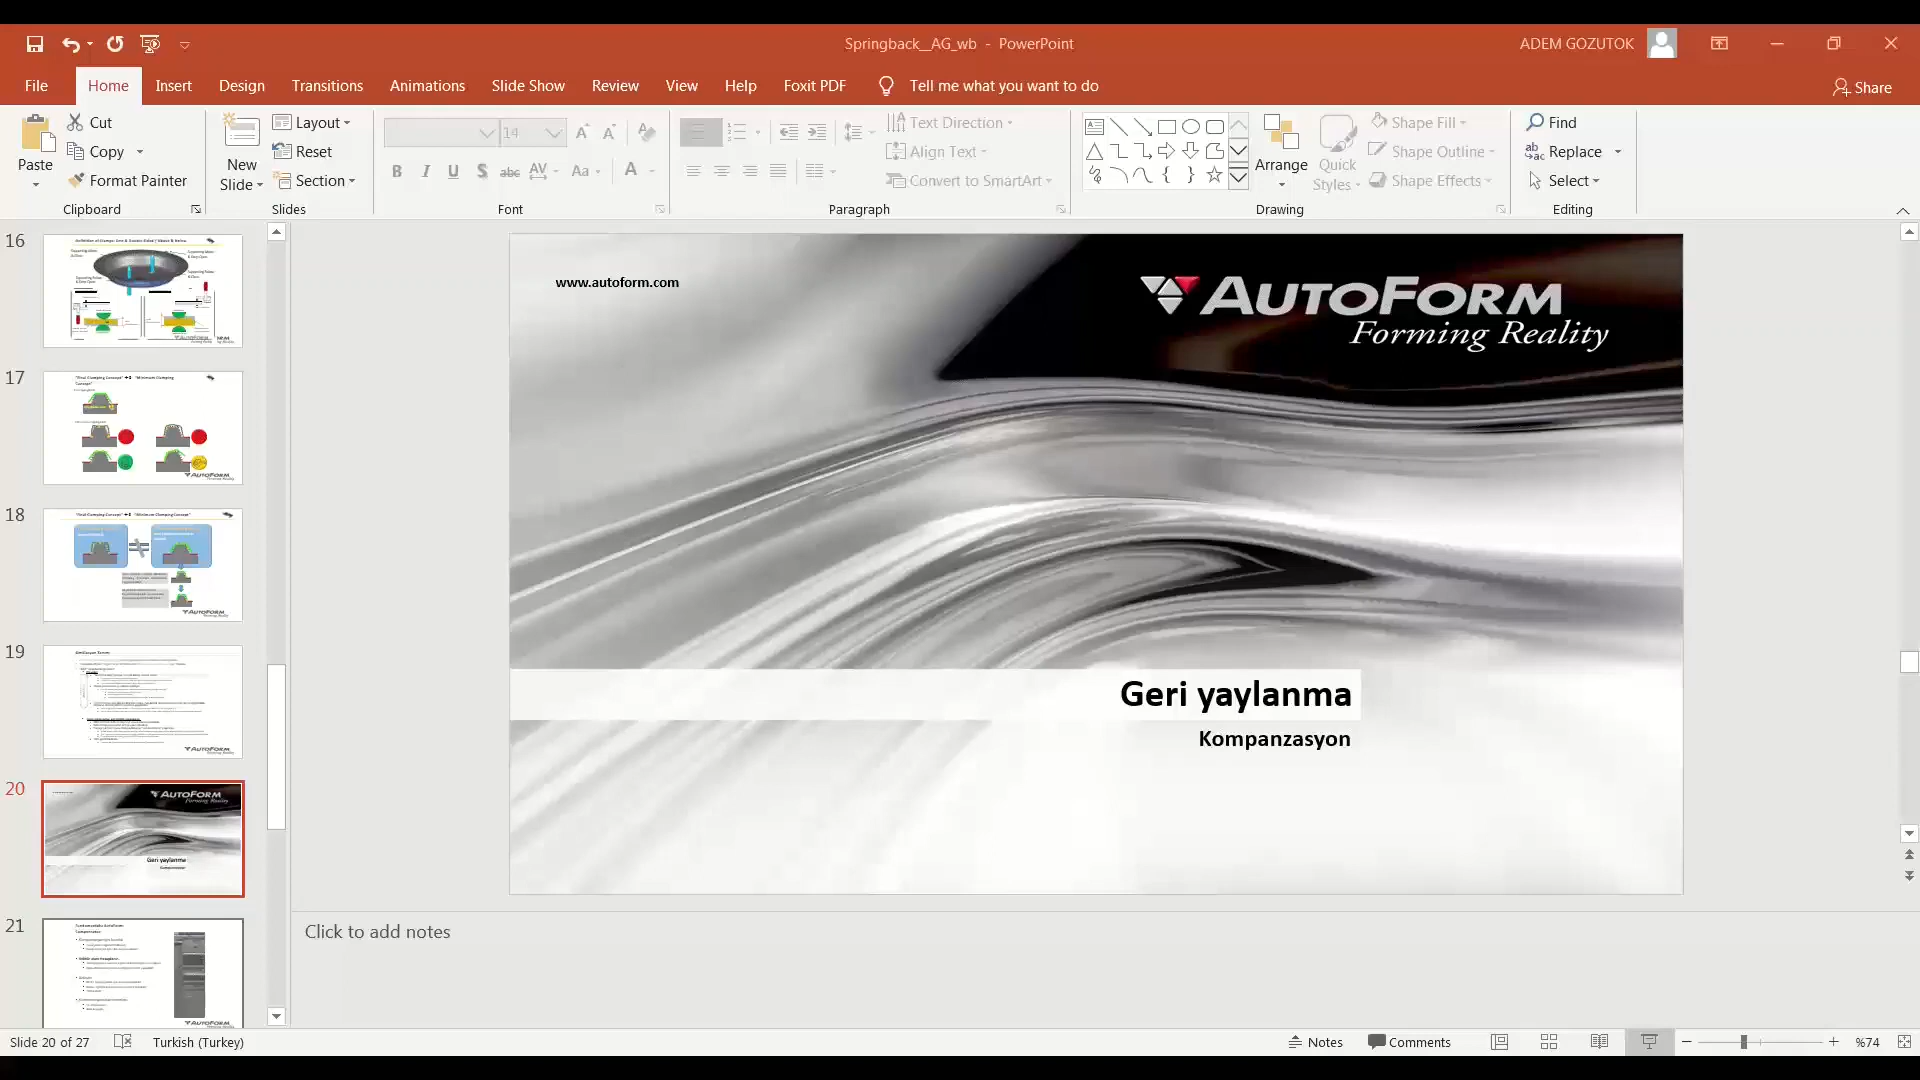 Springback__AG_wb - PowerPoint
ADEM GOZUTOK
File
Home
Insert
Design
Transitions
Animations
Slide Show
Review
View
Help
Foxit PDF
Tell me what you want to do
Share
Paste
Cut
Copy
Format Painter
Clipboard
New Slide
Layout
Reset
Section
Slides
14
Font
Text Direction
Align Text
Convert to SmartArt
Paragraph
Arrange
Quick Styles
Shape Fill
Shape Outline
Shape Effects
Drawing
Find
Replace
Select
Editing
16
17
18
19
20
21
www.autoform.com
AUTOFORM
Forming Reality
Geri yaylanma
Kompanzasyon
Click to add notes
Slide 20 of 27
Turkish (Turkey)
Notes
Comments
%74